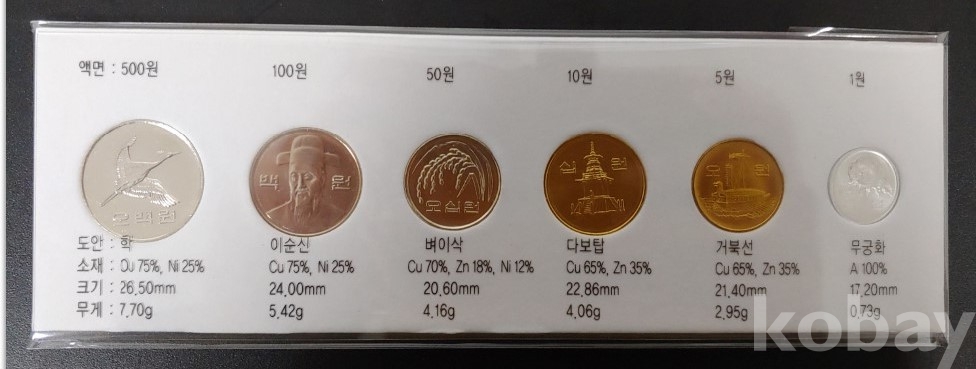 액면 : 500원 100원 50원 10원 5원 1원
오백원 백 원 오십원 십 원 오 원
도안 : 학 이순신 벼이삭 다보탑 거북선 무궁화
소재 : Cu 75%, Ni 25% Cu 75%, Ni 25% Cu 70%, Zn 18%, Ni 12% Cu 65%, Zn 35% Cu 65%, Zn 35% A 100%
크기 : 26.50mm 24.00mm 20.60mm 22.86mm 21.40mm 17.20mm
무게 : 7.70g 5.42g 4.16g 4.06g 2.95g 0.73g
kobay